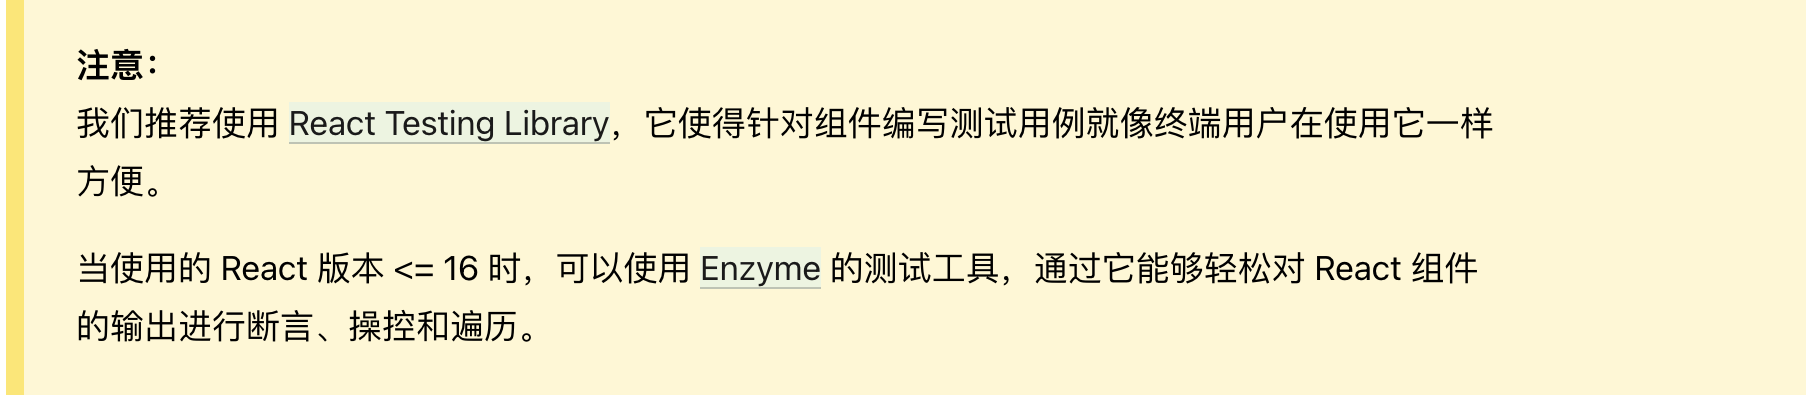 注意：
我们推荐使用 React Testing Library，它使得针对组件编写测试用例就像终端用户在使用它一样
方便。
当使用的 React 版本 <= 16 时，可以使用 Enzyme 的测试工具，通过它能够轻松对 React 组件
的输出进行断言、操控和遍历。